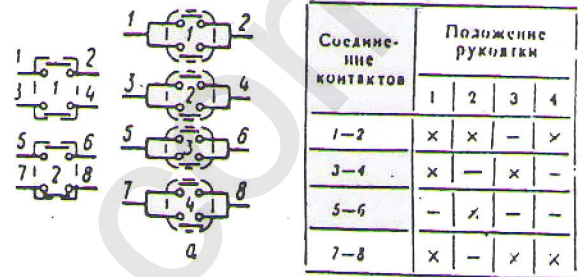 1 2
3 1 4
5 6
7 2 8
1 1 2
3 2 4
5 3 6
7 4 8
а
Соедине-
ние
контактов
Положение
рукоятки
1 2 3 4
1—2 × × — ×
3—4 × — × —
5—6 — × — —
7—8 × — × ×